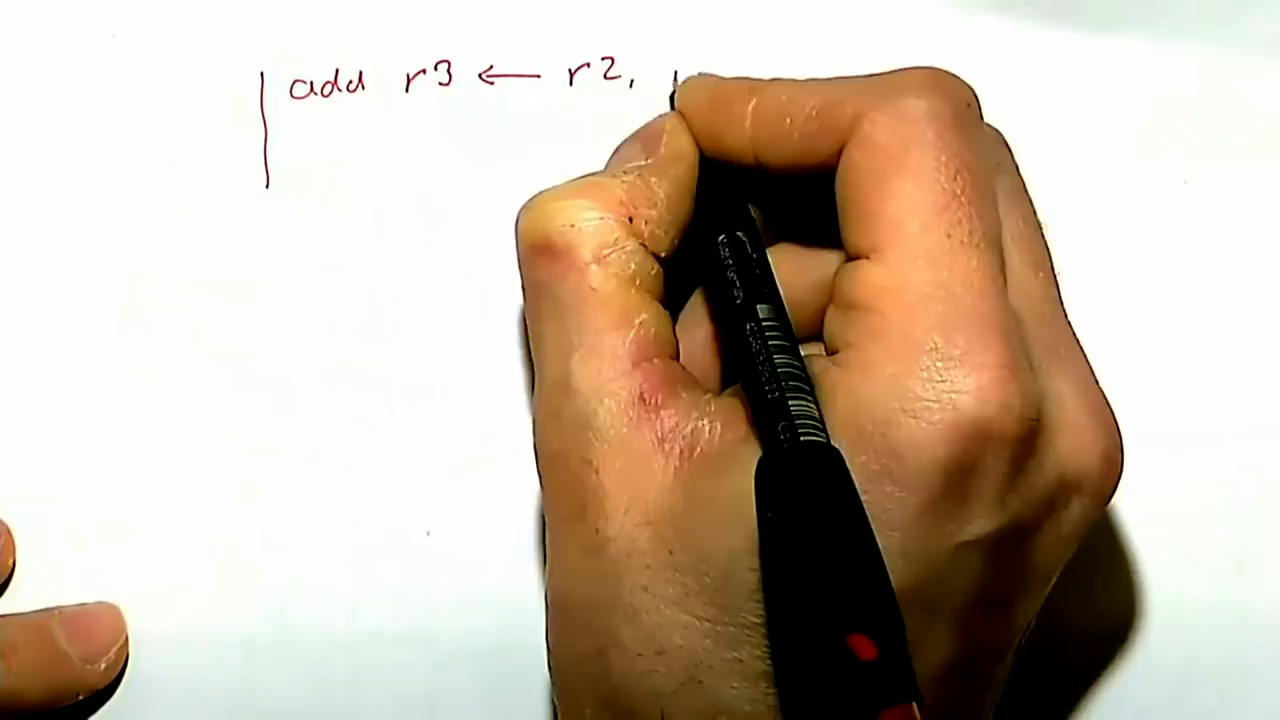 add r3 ← r2,